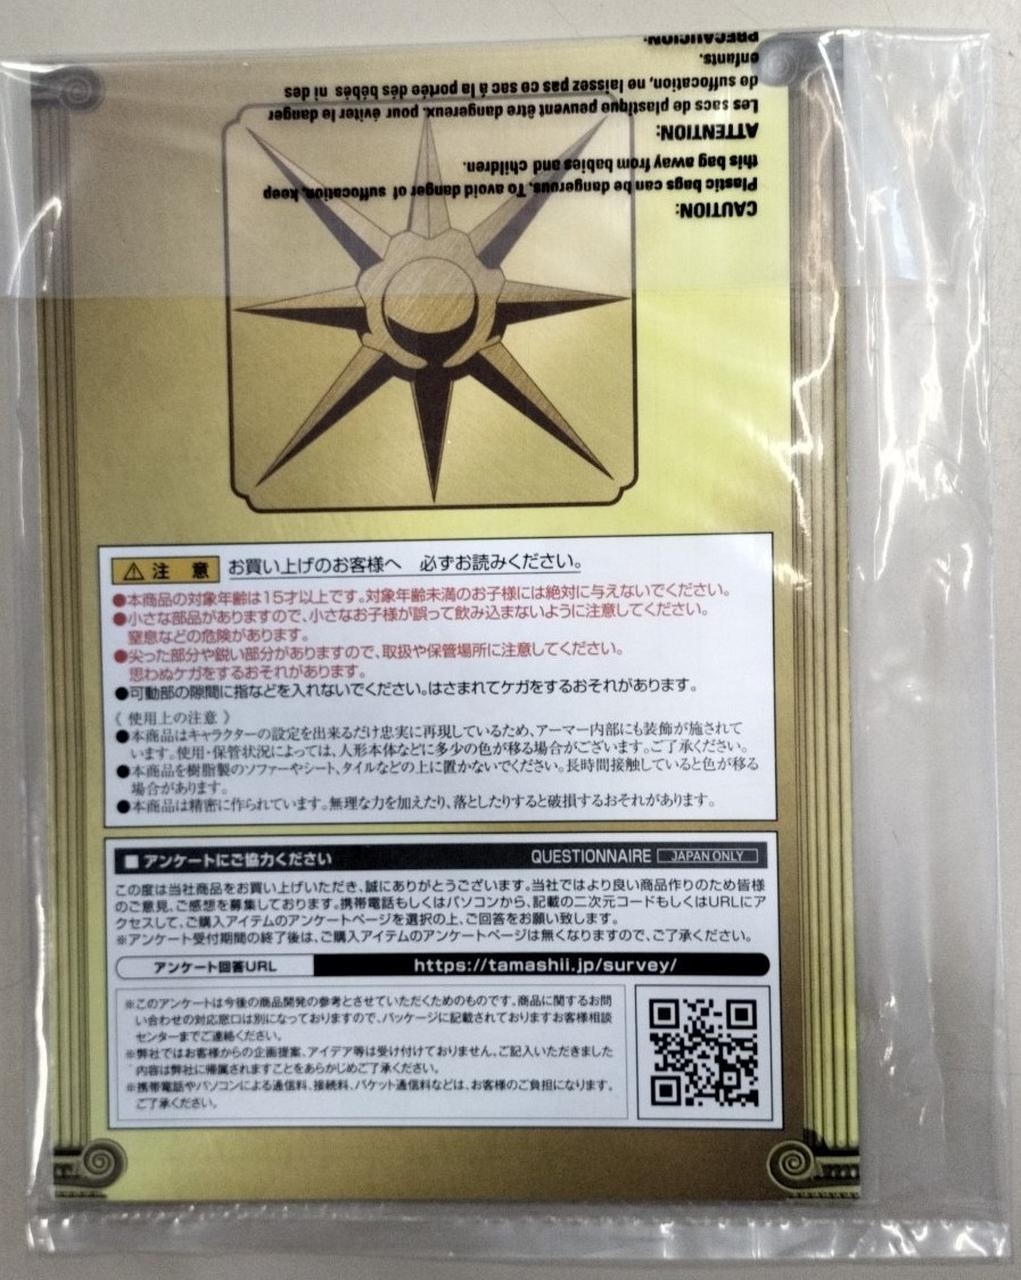 CAUTION:
Plastic bags can be dangerous. To avoid danger of suffocation, keep
this bag away from babies and children.
ATTENTION:
Les sacs de plastique peuvent être dangereux. pour éviter le danger
de suffocation, ne laissez pas ce sac á la portée dés bébés ni des
enfants.
PRECAUCION:
⚠注 意 お買い上げのお客様へ 必ずお読みください。
●本商品の対象年齢は15才以上です。対象年齢未満のお子様には絶対に与えないでください。
●小さな部品がありますので、小さなお子様が誤って飲み込まないように注意してください。
窒息などの危険があります。
●尖った部分や鋭い部分がありますので、取扱や保管場所に注意してください。
思わぬケガをするおそれがあります。
●可動部の隙間に指などを入れないでください。はさまれてケガをするおそれがあります。
《 使用上の注意 》
●本商品はキャラクターの設定を出来るだけ忠実に再現しているため、アーマー内部にも装飾が施されて
います。使用・保管状況によっては、人形本体などに多少の色が移る場合がございます。ご了承ください。
●本商品を樹脂製のソファーやシート、タイルなどの上に置かないでください。長時間接触していると色が移る
場合があります。
●本商品は精密に作られています。無理な力を加えたり、落としたりすると破損するおそれがあります。
■アンケートにご協力ください QUESTIONNAIRE JAPAN ONLY
この度は当社商品をお買い上げいただき、誠にありがとうございます。当社ではより良い商品作りのため皆様
のご意見、ご感想を募集しております。携帯電話もしくはパソコンから、記載の二次元コードもしくはURLにア
クセスして、ご購入アイテムのアンケートページを選択の上、ご回答をお願い致します。
※アンケート受付期間の終了後は、ご購入アイテムのアンケートページは無くなりますので、ご了承ください。
アンケート回答URL https://tamashii.jp/survey/
※このアンケートは今後の商品開発の参考とさせていただくためのものです。商品に関するお問
い合わせの対応窓口は別になっておりますので、パッケージに記載されておりますお客様相談
センターまでご連絡ください。
※弊社ではお客様からの企画提案、アイデア等は受け付けておりません。ご記入いただきました
内容は弊社に帰属されますことをあらかじめご了承ください。
※携帯電話やパソコンによる通信料、接続料、パケット通信料などは、お客様のご負担になります。
ご了承ください。